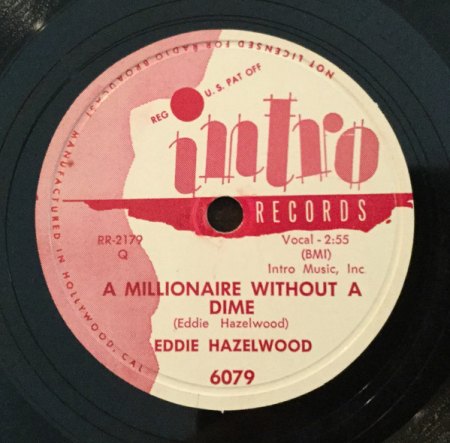 NOT LICENSED FOR RADIO BROADCAST
MANUFACTURED IN HOLLYWOOD, CAL
REG U. S. PAT OFF
intro
RECORDS
RR-2179
Q
Vocal - 2:55
(BMI)
Intro Music, Inc
A MILLIONAIRE WITHOUT A
DIME
(Eddie Hazelwood)
EDDIE HAZELWOOD
6079